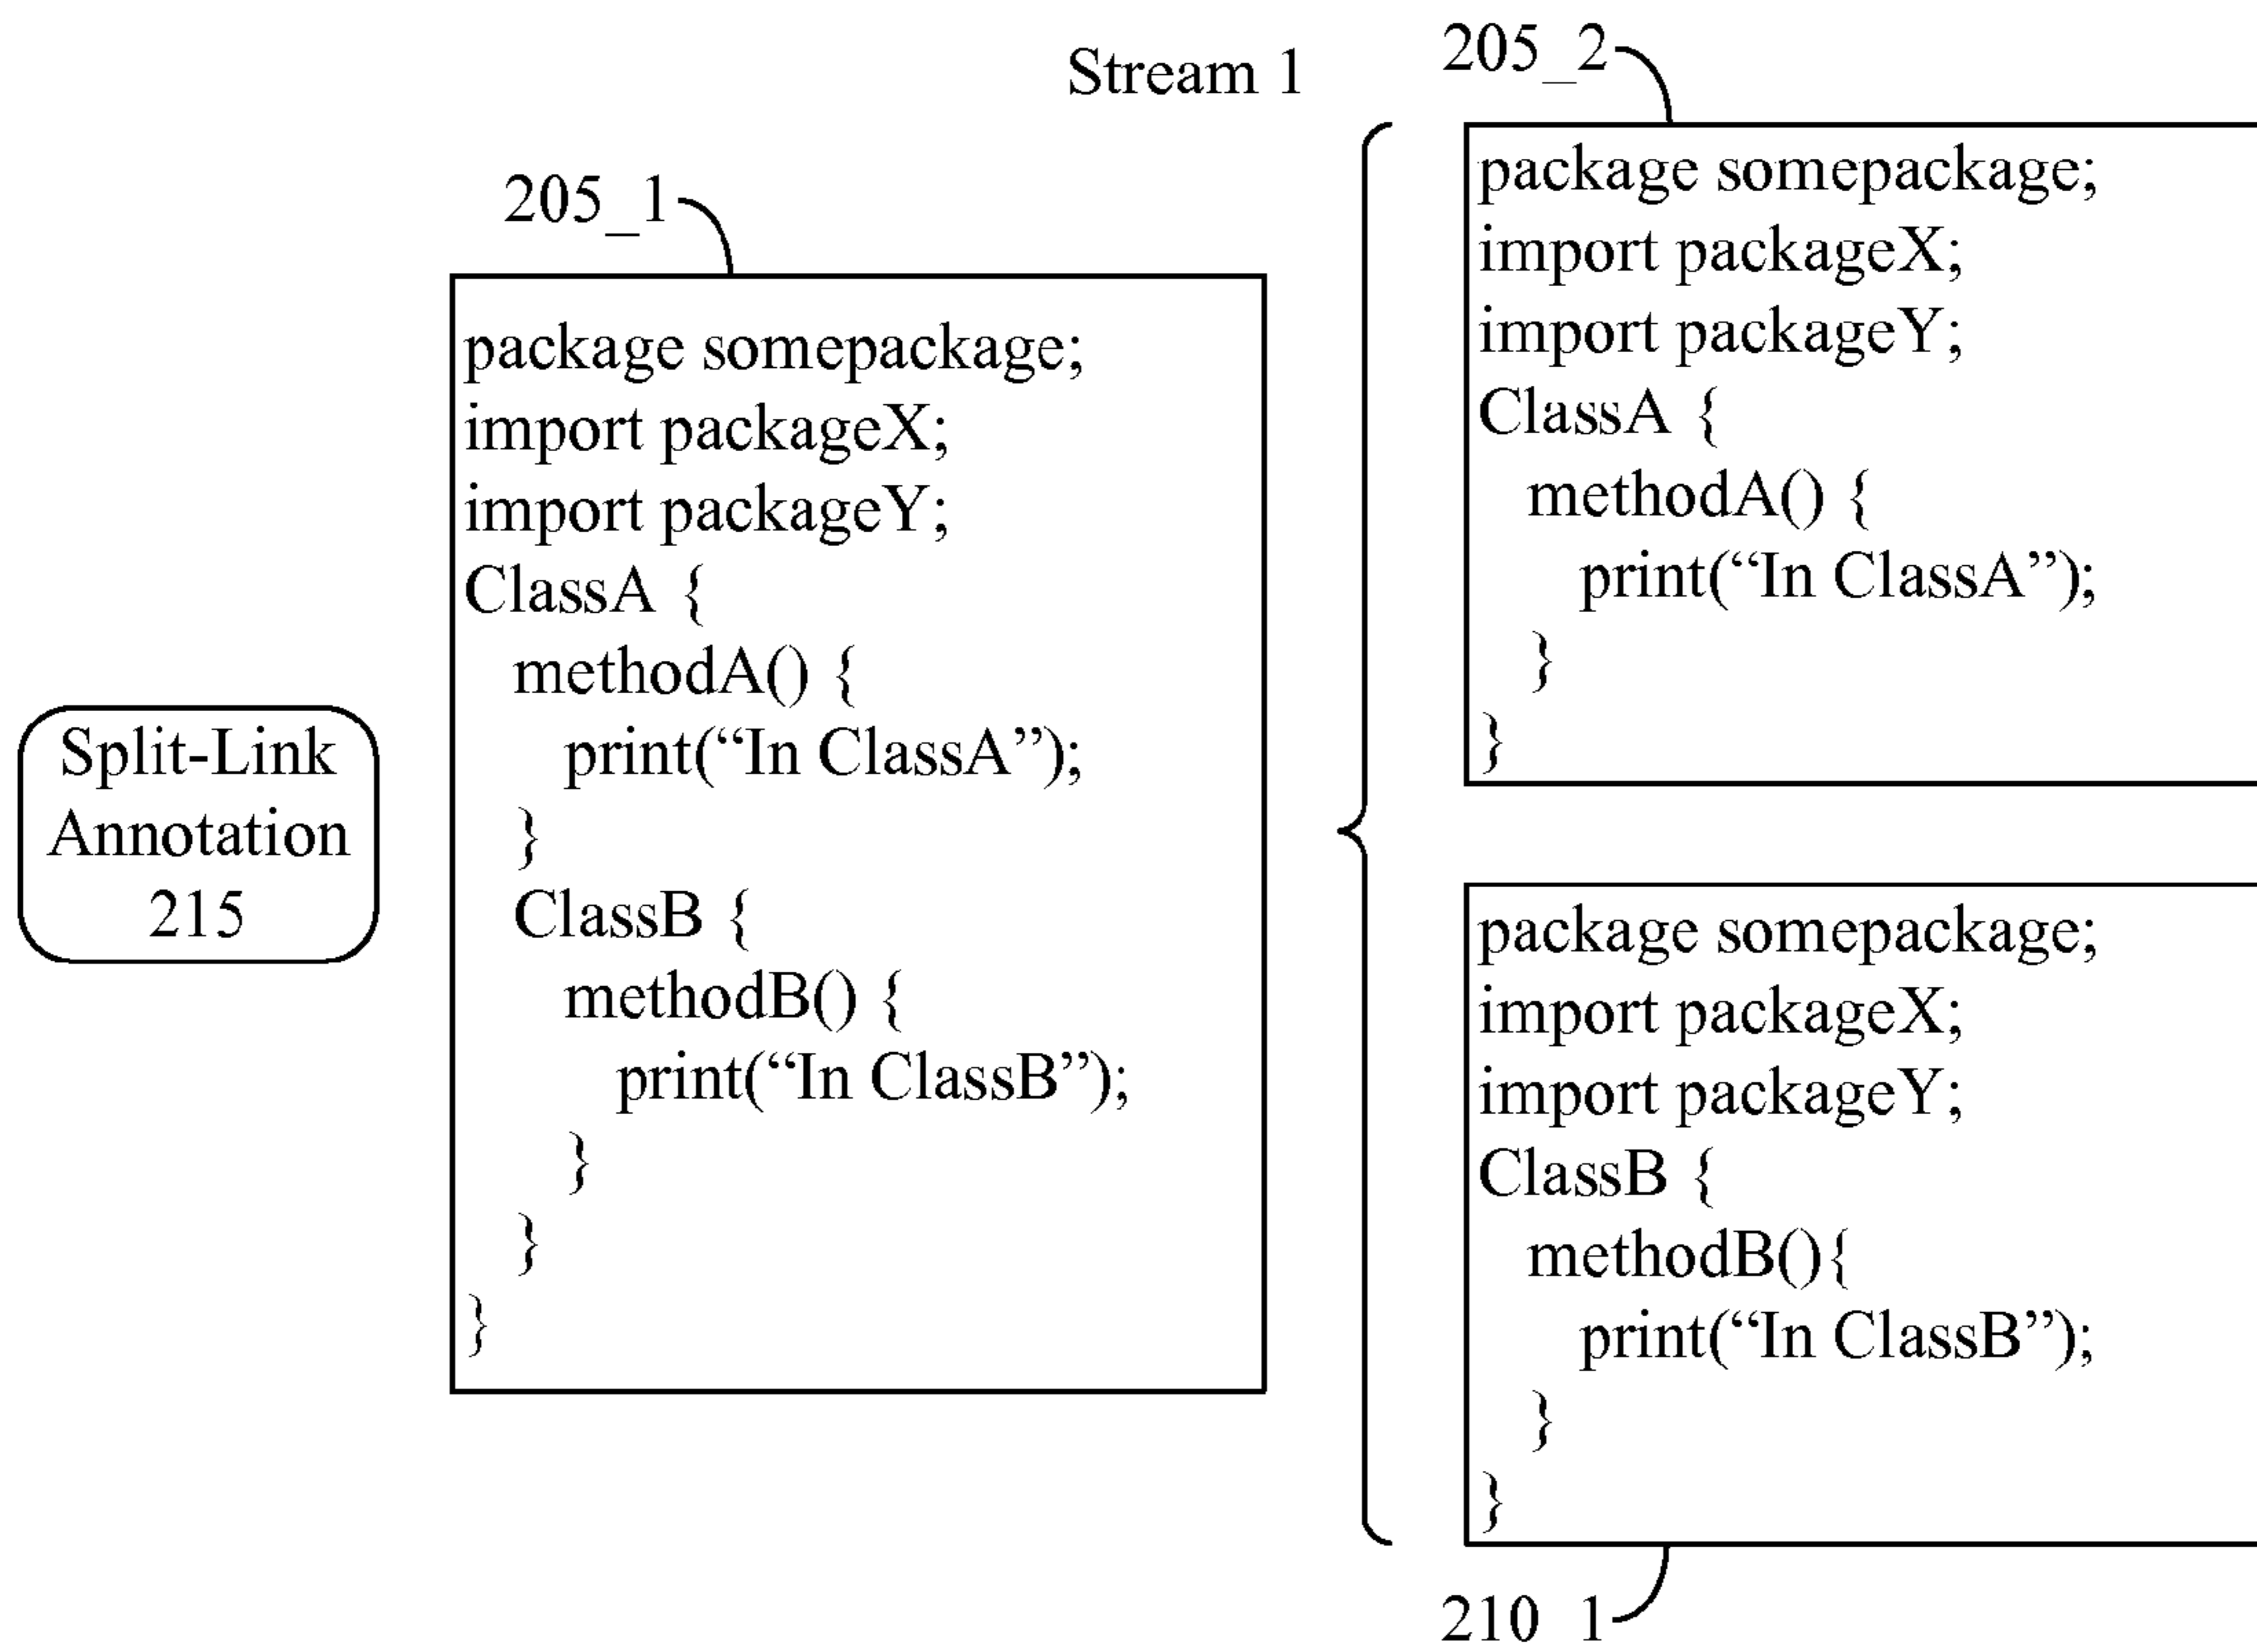 Stream 1
205_1
package somepackage;
import packageX;
import packageY;
ClassA {
methodA() {
print(“In ClassA”);
}
ClassB {
methodB() {
print(“In ClassB”);
}
}
}
Split-Link
Annotation
215
205_2
package somepackage;
import packageX;
import packageY;
ClassA {
methodA() {
print(“In ClassA”);
}
}
package somepackage;
import packageX;
import packageY;
ClassB {
methodB(){
print(“In ClassB”);
}
}
210_1